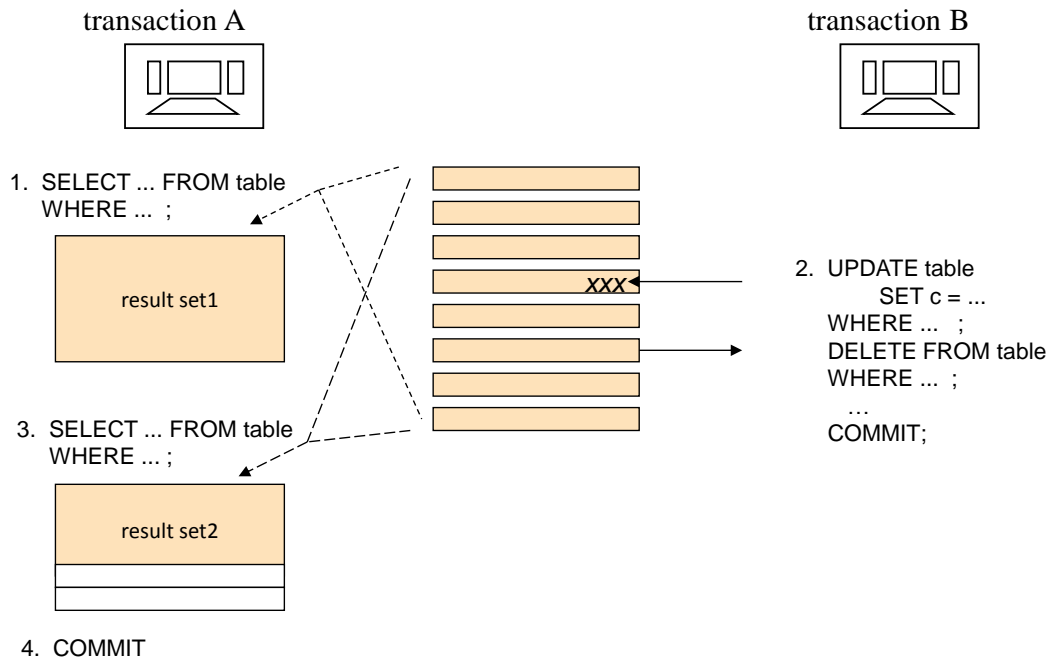 transaction A
transaction B
1. SELECT ... FROM table
WHERE ... ;
result set1
xxx
2. UPDATE table
SET c = ...
WHERE ... ;
DELETE FROM table
WHERE ... ;
...
COMMIT;
3. SELECT ... FROM table
WHERE ... ;
result set2
4. COMMIT